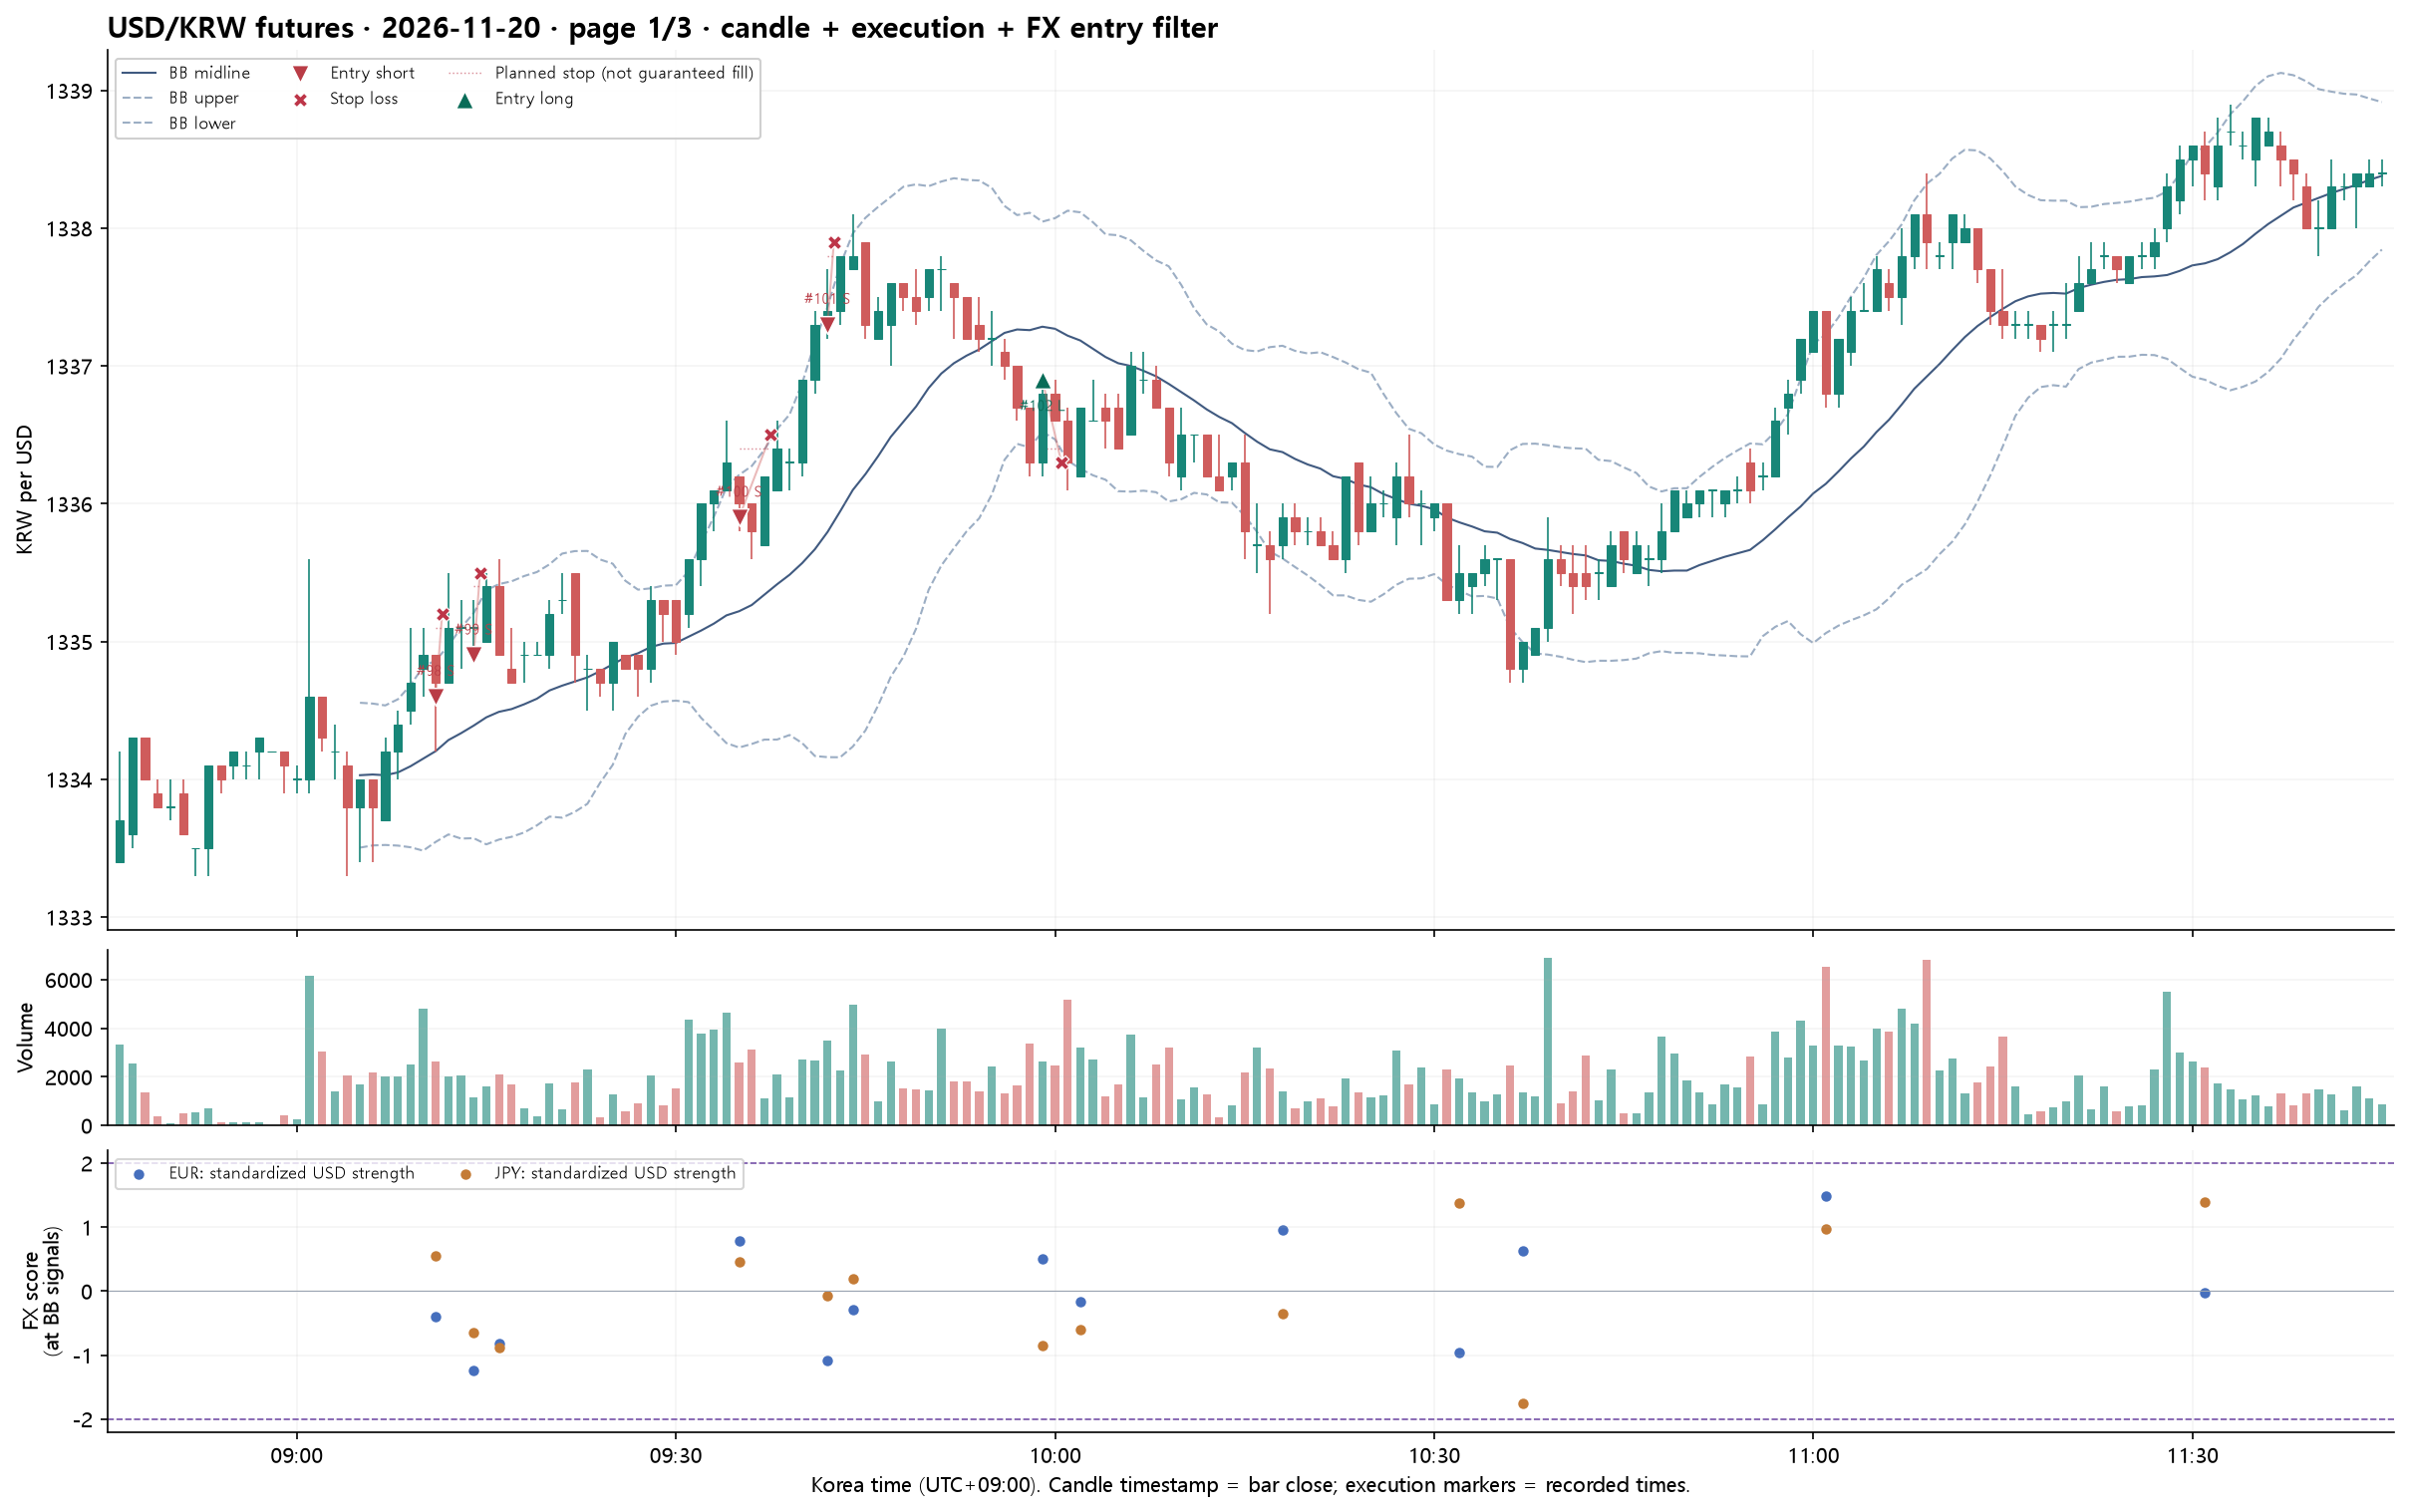 USD/KRW futures · 2026-11-20 · page 1/3 · candle + execution + FX entry filter
BB midline
BB upper
BB lower
Entry short
Stop loss
Planned stop (not guaranteed fill)
Entry long
KRW per USD
1339
1338
1337
1336
1335
1334
1333
#101 S
#102 L
#100 S
Volume
6000
4000
2000
0
EUR: standardized USD strength
JPY: standardized USD strength
FX score
(at BB signals)
2
1
0
-1
-2
09:00
09:30
10:00
10:30
11:00
11:30
Korea time (UTC+09:00). Candle timestamp = bar close; execution markers = recorded times.